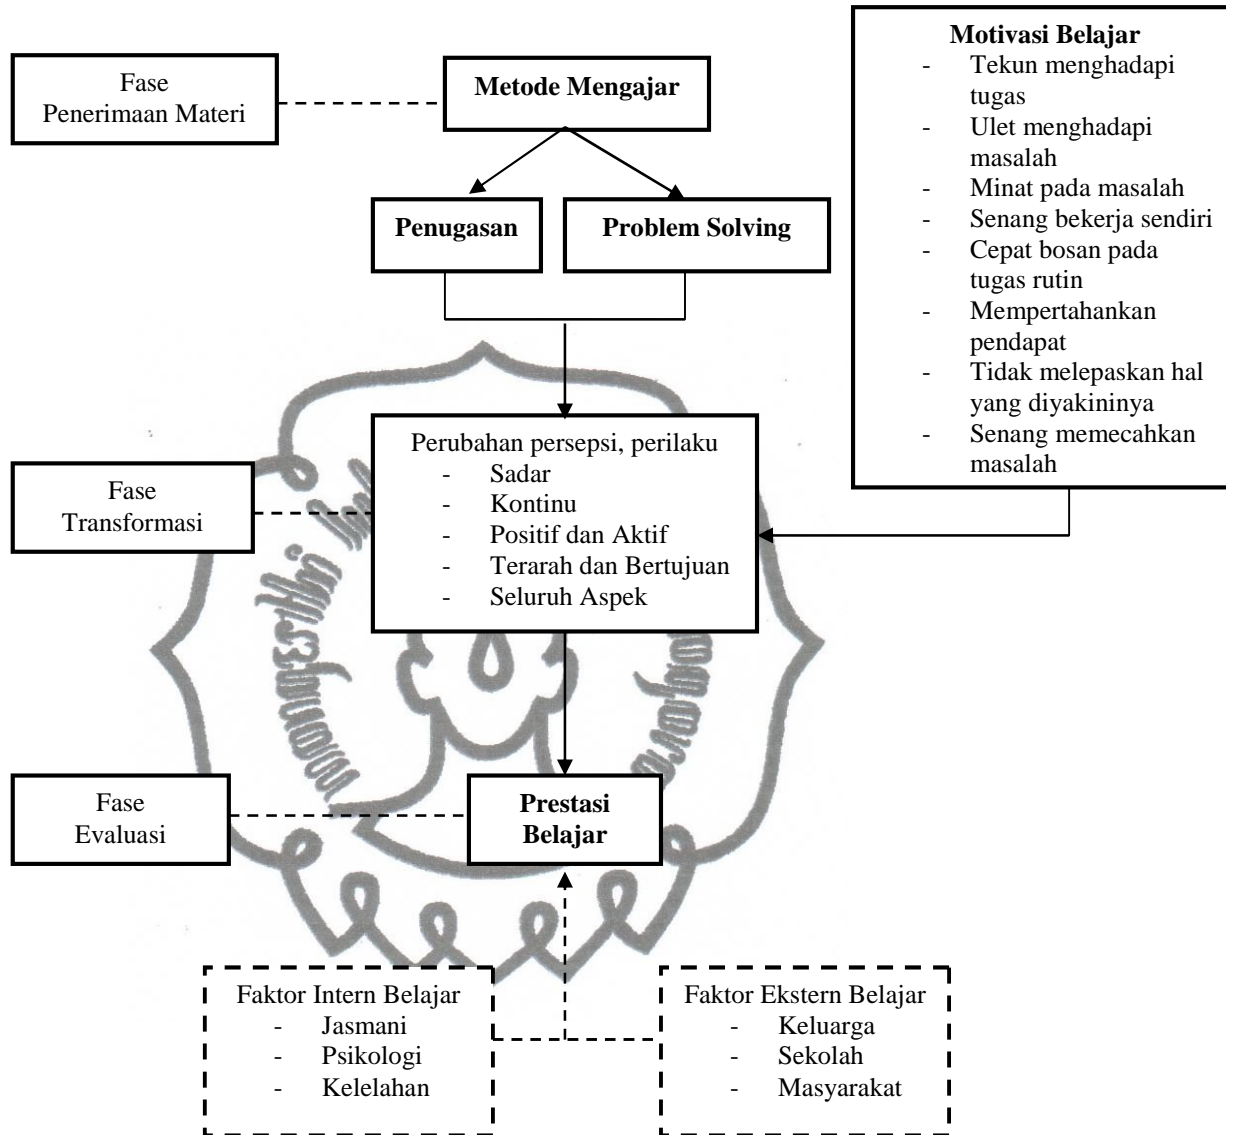 Fase
Penerimaan Materi
Metode Mengajar
Penugasan
Problem Solving
Motivasi Belajar
- Tekun menghadapi
tugas
- Ulet menghadapi
masalah
- Minat pada masalah
- Senang bekerja sendiri
- Cepat bosan pada
tugas rutin
- Mempertahankan
pendapat
- Tidak melepaskan hal
yang diyakininya
- Senang memecahkan
masalah
Fase
Transformasi
Perubahan persepsi, perilaku
- Sadar
- Kontinu
- Positif dan Aktif
- Terarah dan Bertujuan
- Seluruh Aspek
Fase
Evaluasi
Prestasi
Belajar
Faktor Intern Belajar
- Jasmani
- Psikologi
- Kelelahan
Faktor Ekstern Belajar
- Keluarga
- Sekolah
- Masyarakat